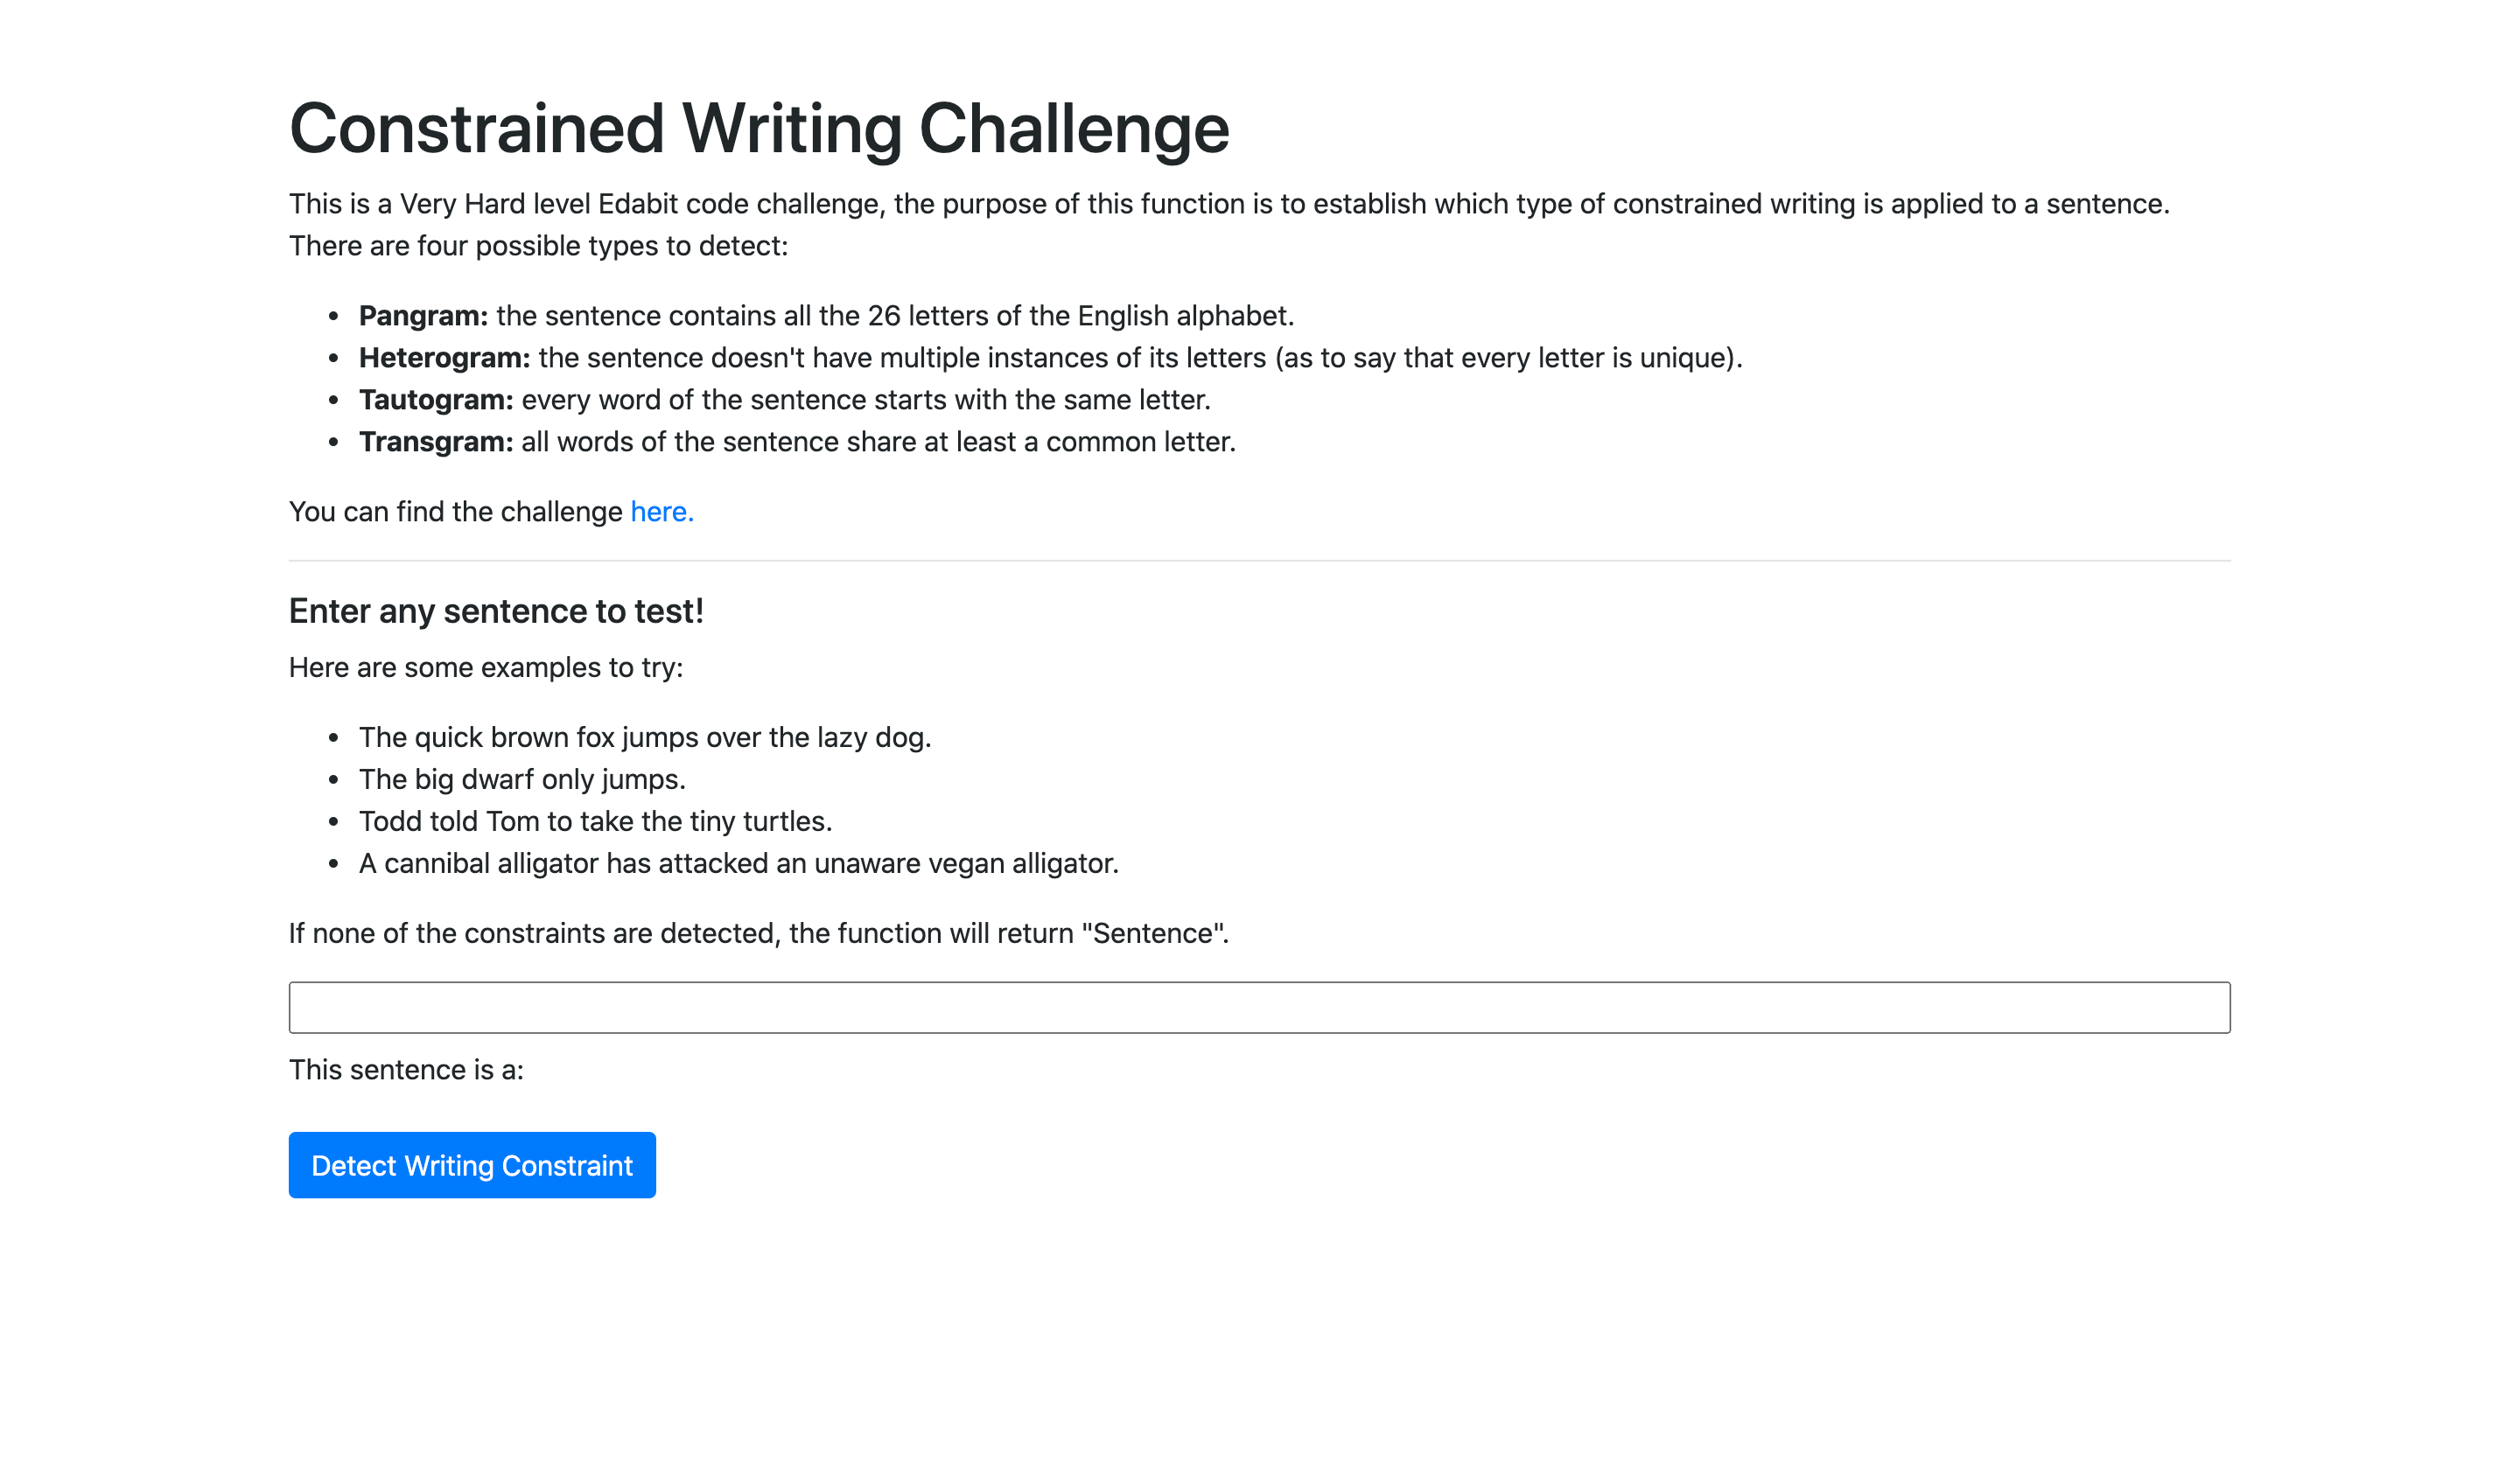 Constrained Writing Challenge
This is a Very Hard level Edabit code challenge, the purpose of this function is to establish which type of constrained writing is applied to a sentence.
There are four possible types to detect:
• Pangram: the sentence contains all the 26 letters of the English alphabet.
• Heterogram: the sentence doesn't have multiple instances of its letters (as to say that every letter is unique).
• Tautogram: every word of the sentence starts with the same letter.
• Transgram: all words of the sentence share at least a common letter.
You can find the challenge here.
Enter any sentence to test!
Here are some examples to try:
• The quick brown fox jumps over the lazy dog.
• The big dwarf only jumps.
• Todd told Tom to take the tiny turtles.
• A cannibal alligator has attacked an unaware vegan alligator.
If none of the constraints are detected, the function will return "Sentence".
This sentence is a:
Detect Writing Constraint